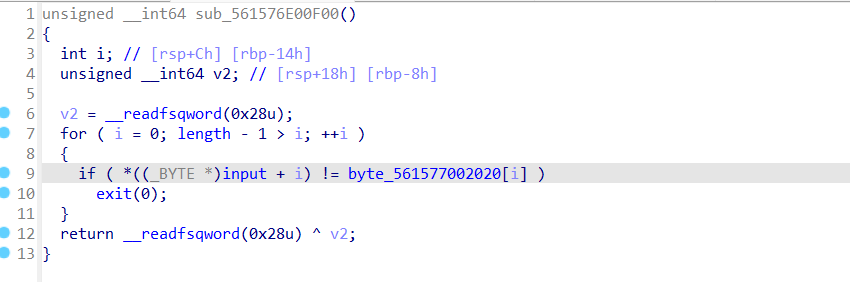 1 unsigned __int64 sub_561576E00F00()
2 {
3   int i; // [rsp+Ch] [rbp-14h]
4   unsigned __int64 v2; // [rsp+18h] [rbp-8h]
5
6   v2 = __readfsqword(0x28u);
7   for ( i = 0; length - 1 > i; ++i )
8   {
9     if ( *((_BYTE *)input + i) != byte_561577002020[i] )
10       exit(0);
11   }
12   return __readfsqword(0x28u) ^ v2;
13 }